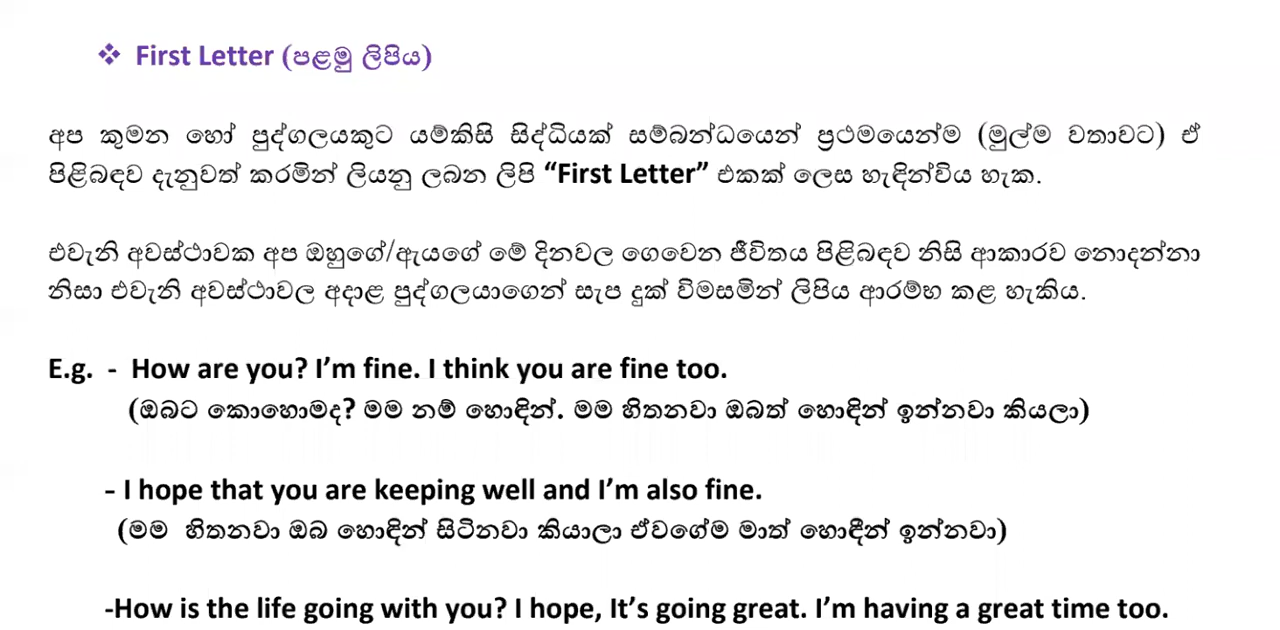 ❖ First Letter (පළමු ලිපිය)
අප කුමන හෝ පුද්ගලයකුට යම්කිසි සිද්ධියක් සම්බන්ධයෙන් ප්‍රථමයෙන්ම (මුල්ම වතාවට) ඒ
පිළිබඳව දැනුවත් කරමින් ලියනු ලබන ලිපි “First Letter” එකක් ලෙස හැඳින්විය හැක.
එවැනි අවස්ථාවක අප ඔහුගේ/ඇයගේ මේ දිනවල ගෙවෙන ජීවිතය පිළිබඳව නිසි ආකාරව නොදන්නා
නිසා එවැනි අවස්ථාවල අදාළ පුද්ගලයාගෙන් සැප දුක් විමසමින් ලිපිය ආරම්භ කළ හැකිය.
E.g. - How are you? I’m fine. I think you are fine too.
(ඔබට කොහොමද? මම නම් හොඳින්. මම හිතනවා ඔබත් හොඳින් ඉන්නවා කියලා)
- I hope that you are keeping well and I’m also fine.
(මම හිතනවා ඔබ හොඳින් සිටිනවා කියාලා ඒවගේම මාත් හොඳීන් ඉන්නවා)
-How is the life going with you? I hope, It’s going great. I’m having a great time too.